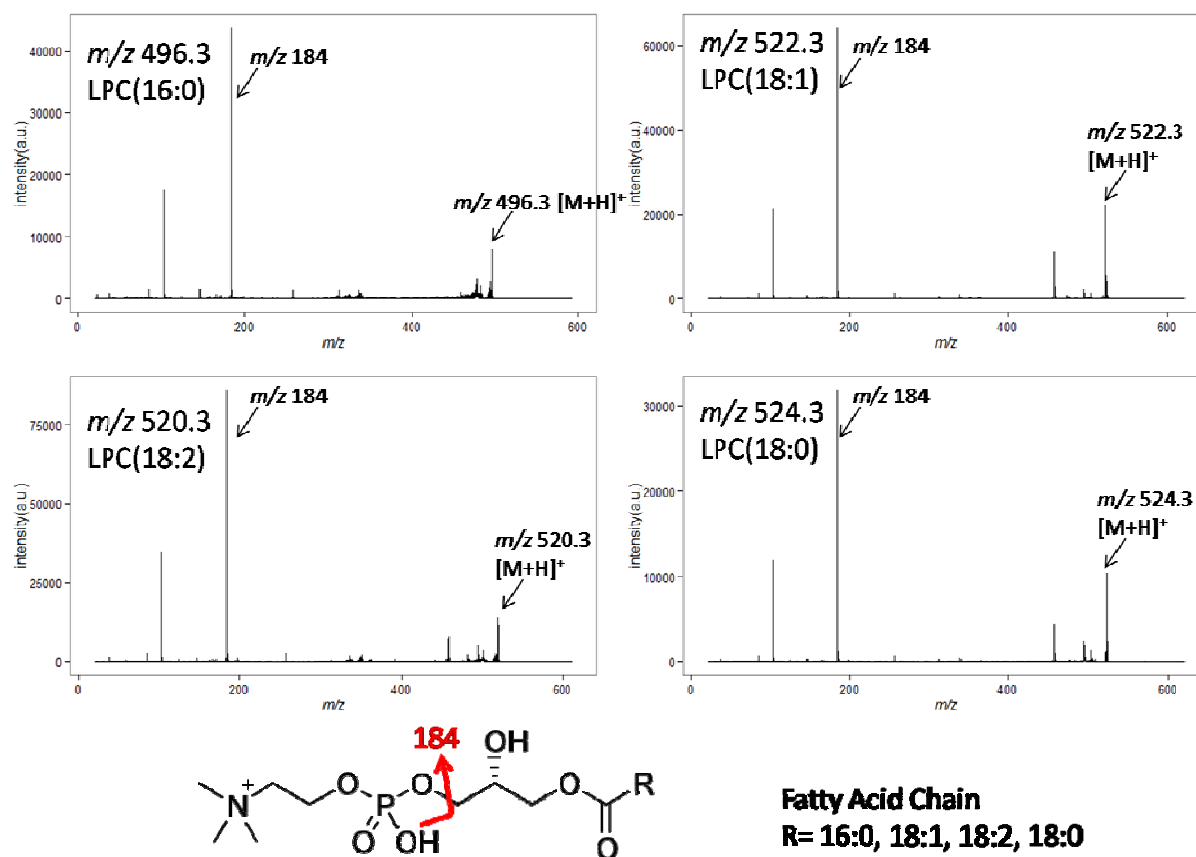 m/z 496.3
LPC(16:0)
m/z 184
m/z 496.3 [M+H]⁺
intensity(a.u.)
40000
30000
20000
10000
0
0 200 400 600
m/z
m/z 522.3
LPC(18:1)
m/z 184
m/z 522.3
[M+H]⁺
intensity(a.u.)
60000
40000
20000
0
0 200 400 600
m/z
m/z 520.3
LPC(18:2)
m/z 184
m/z 520.3
[M+H]⁺
intensity(a.u.)
75000
50000
25000
0
0 200 400 600
m/z
m/z 524.3
LPC(18:0)
m/z 184
m/z 524.3
[M+H]⁺
intensity(a.u.)
30000
20000
10000
0
0 200 400 600
m/z
184
OH
N⁺ O P O O R
O OH O
Fatty Acid Chain
R= 16:0, 18:1, 18:2, 18:0